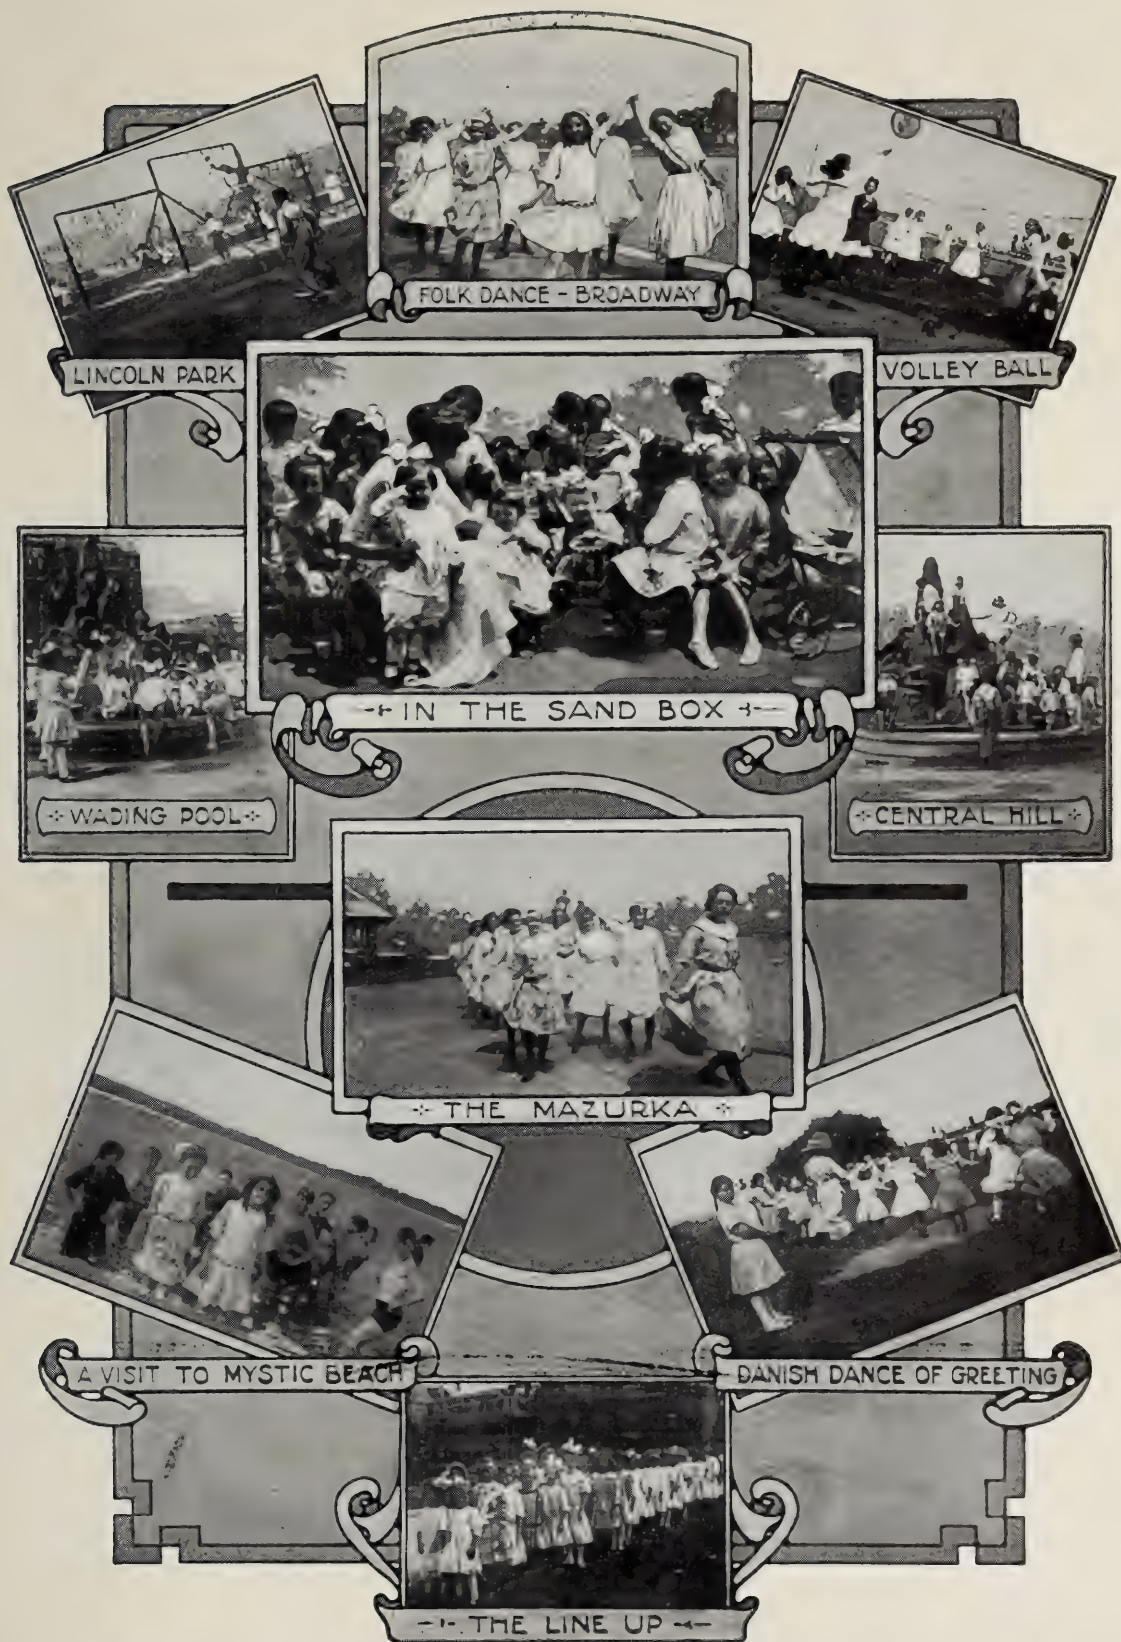 FOLK DANCE - BROADWAY
LINCOLN PARK
VOLLEY BALL
IN THE SAND BOX
WADING POOL
CENTRAL HILL
THE MAZURKA
A VISIT TO MYSTIC BEACH
DANISH DANCE OF GREETING
THE LINE UP